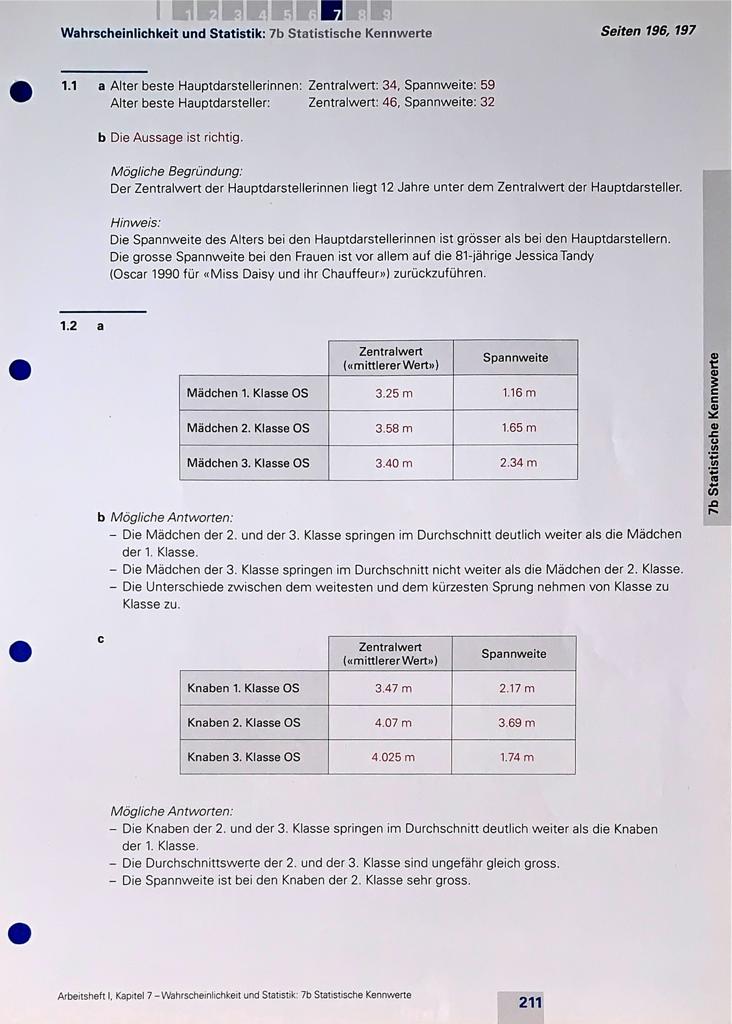 1 2 3 4 5 6 7 8 9
Wahrscheinlichkeit und Statistik: 7b Statistische Kennwerte
Seiten 196, 197
1.1 a Alter beste Hauptdarstellerinnen: Zentralwert: 34, Spannweite: 59
Alter beste Hauptdarsteller: Zentralwert: 46, Spannweite: 32
b Die Aussage ist richtig.
Mögliche Begründung:
Der Zentralwert der Hauptdarstellerinnen liegt 12 Jahre unter dem Zentralwert der Hauptdarsteller.
Hinweis:
Die Spannweite des Alters bei den Hauptdarstellerinnen ist grösser als bei den Hauptdarstellern.
Die grosse Spannweite bei den Frauen ist vor allem auf die 81-jährige Jessica Tandy
(Oscar 1990 für «Miss Daisy und ihr Chauffeur») zurückzuführen.
1.2 a
Zentralwert
(«mittlerer Wert»)
Spannweite
Mädchen 1. Klasse OS 3.25 m 1.16 m
Mädchen 2. Klasse OS 3.58 m 1.65 m
Mädchen 3. Klasse OS 3.40 m 2.34 m
b Mögliche Antworten:
– Die Mädchen der 2. und der 3. Klasse springen im Durchschnitt deutlich weiter als die Mädchen
der 1. Klasse.
– Die Mädchen der 3. Klasse springen im Durchschnitt nicht weiter als die Mädchen der 2. Klasse.
– Die Unterschiede zwischen dem weitesten und dem kürzesten Sprung nehmen von Klasse zu
Klasse zu.
c
Zentralwert
(«mittlerer Wert»)
Spannweite
Knaben 1. Klasse OS 3.47 m 2.17 m
Knaben 2. Klasse OS 4.07 m 3.69 m
Knaben 3. Klasse OS 4.025 m 1.74 m
Mögliche Antworten:
– Die Knaben der 2. und der 3. Klasse springen im Durchschnitt deutlich weiter als die Knaben
der 1. Klasse.
– Die Durchschnittswerte der 2. und der 3. Klasse sind ungefähr gleich gross.
– Die Spannweite ist bei den Knaben der 2. Klasse sehr gross.
7b Statistische Kennwerte
Arbeitsheft I, Kapitel 7 – Wahrscheinlichkeit und Statistik: 7b Statistische Kennwerte
211